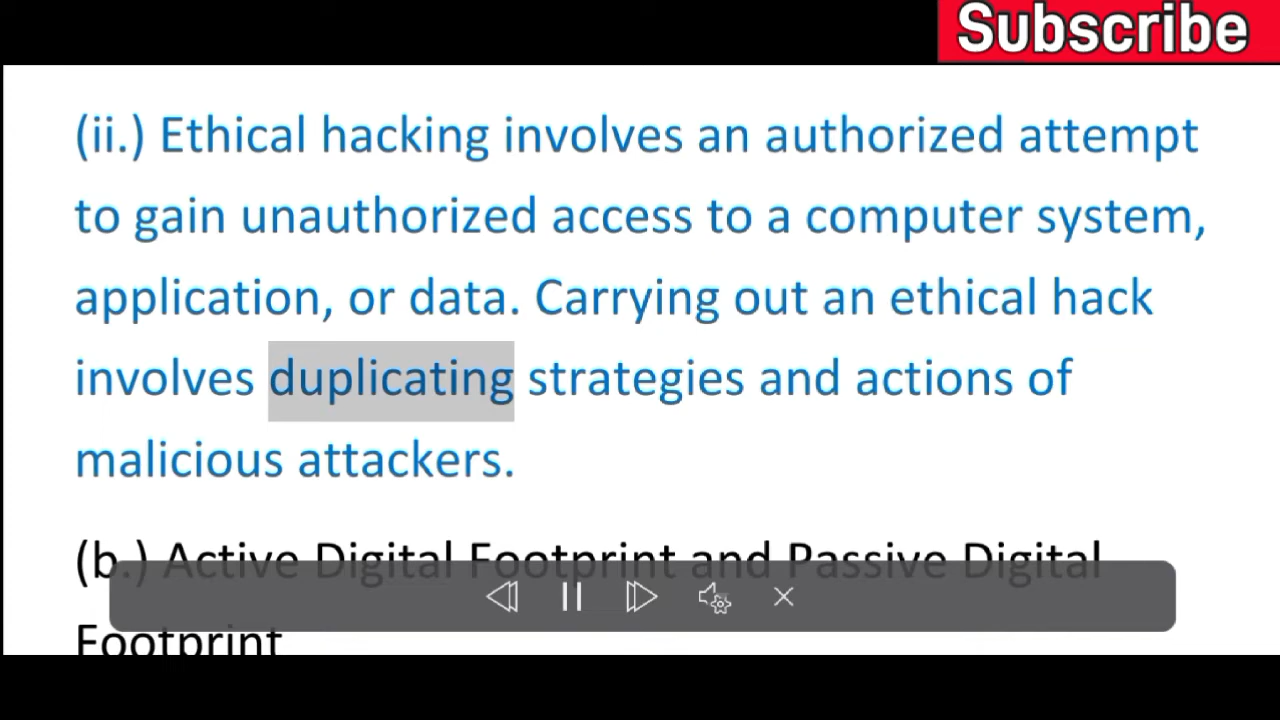 Subscribe
(ii.) Ethical hacking involves an authorized attempt
to gain unauthorized access to a computer system,
application, or data. Carrying out an ethical hack
involves duplicating strategies and actions of
malicious attackers.
(b.) Active Digital Footprint and Passive Digital
Footprint